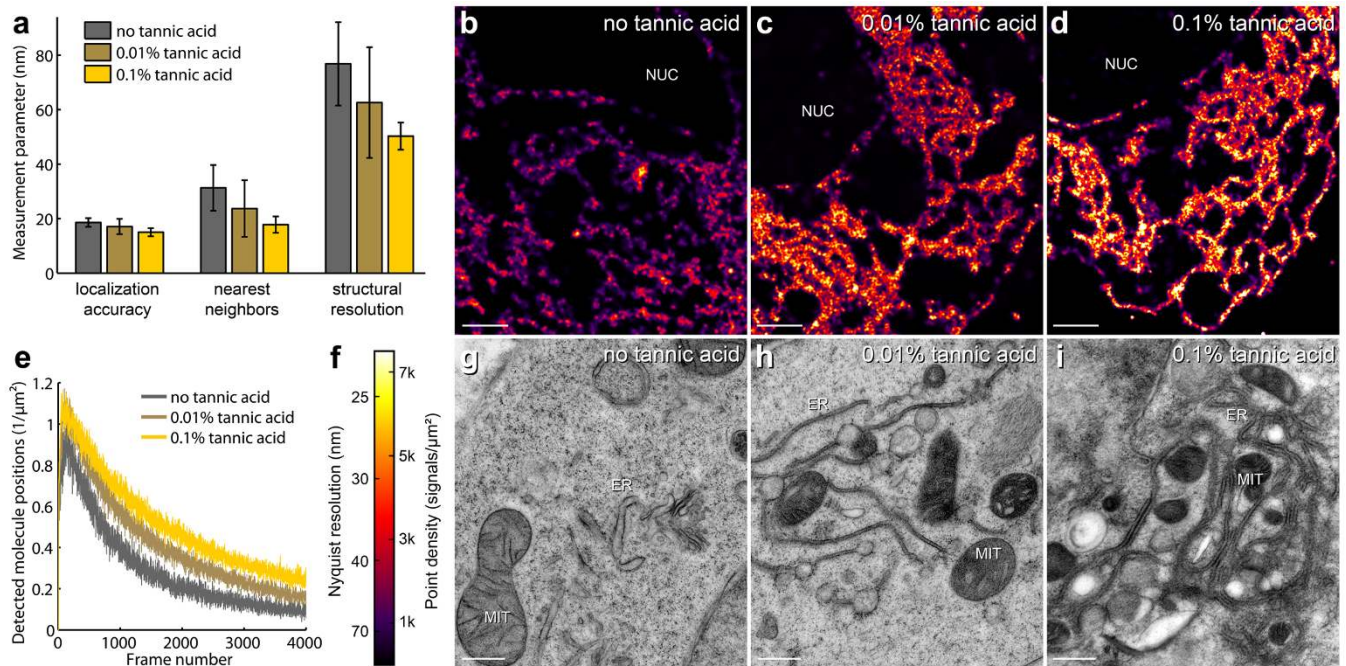 a
no tannic acid
0.01% tannic acid
0.1% tannic acid
Measurement parameter (nm)
80
60
40
20
0
localization accuracy
nearest neighbors
structural resolution
b
no tannic acid
NUC
c
0.01% tannic acid
NUC
d
0.1% tannic acid
NUC
e
Detected molecule positions (1/µm²)
1.2
1
0.8
0.6
0.4
0.2
0
no tannic acid
0.01% tannic acid
0.1% tannic acid
0
1000
2000
3000
4000
Frame number
f
Nyquist resolution (nm)
25
30
40
70
Point density (signals/µm²)
7k
5k
3k
1k
g
no tannic acid
ER
MIT
h
0.01% tannic acid
ER
MIT
i
0.1% tannic acid
ER
MIT